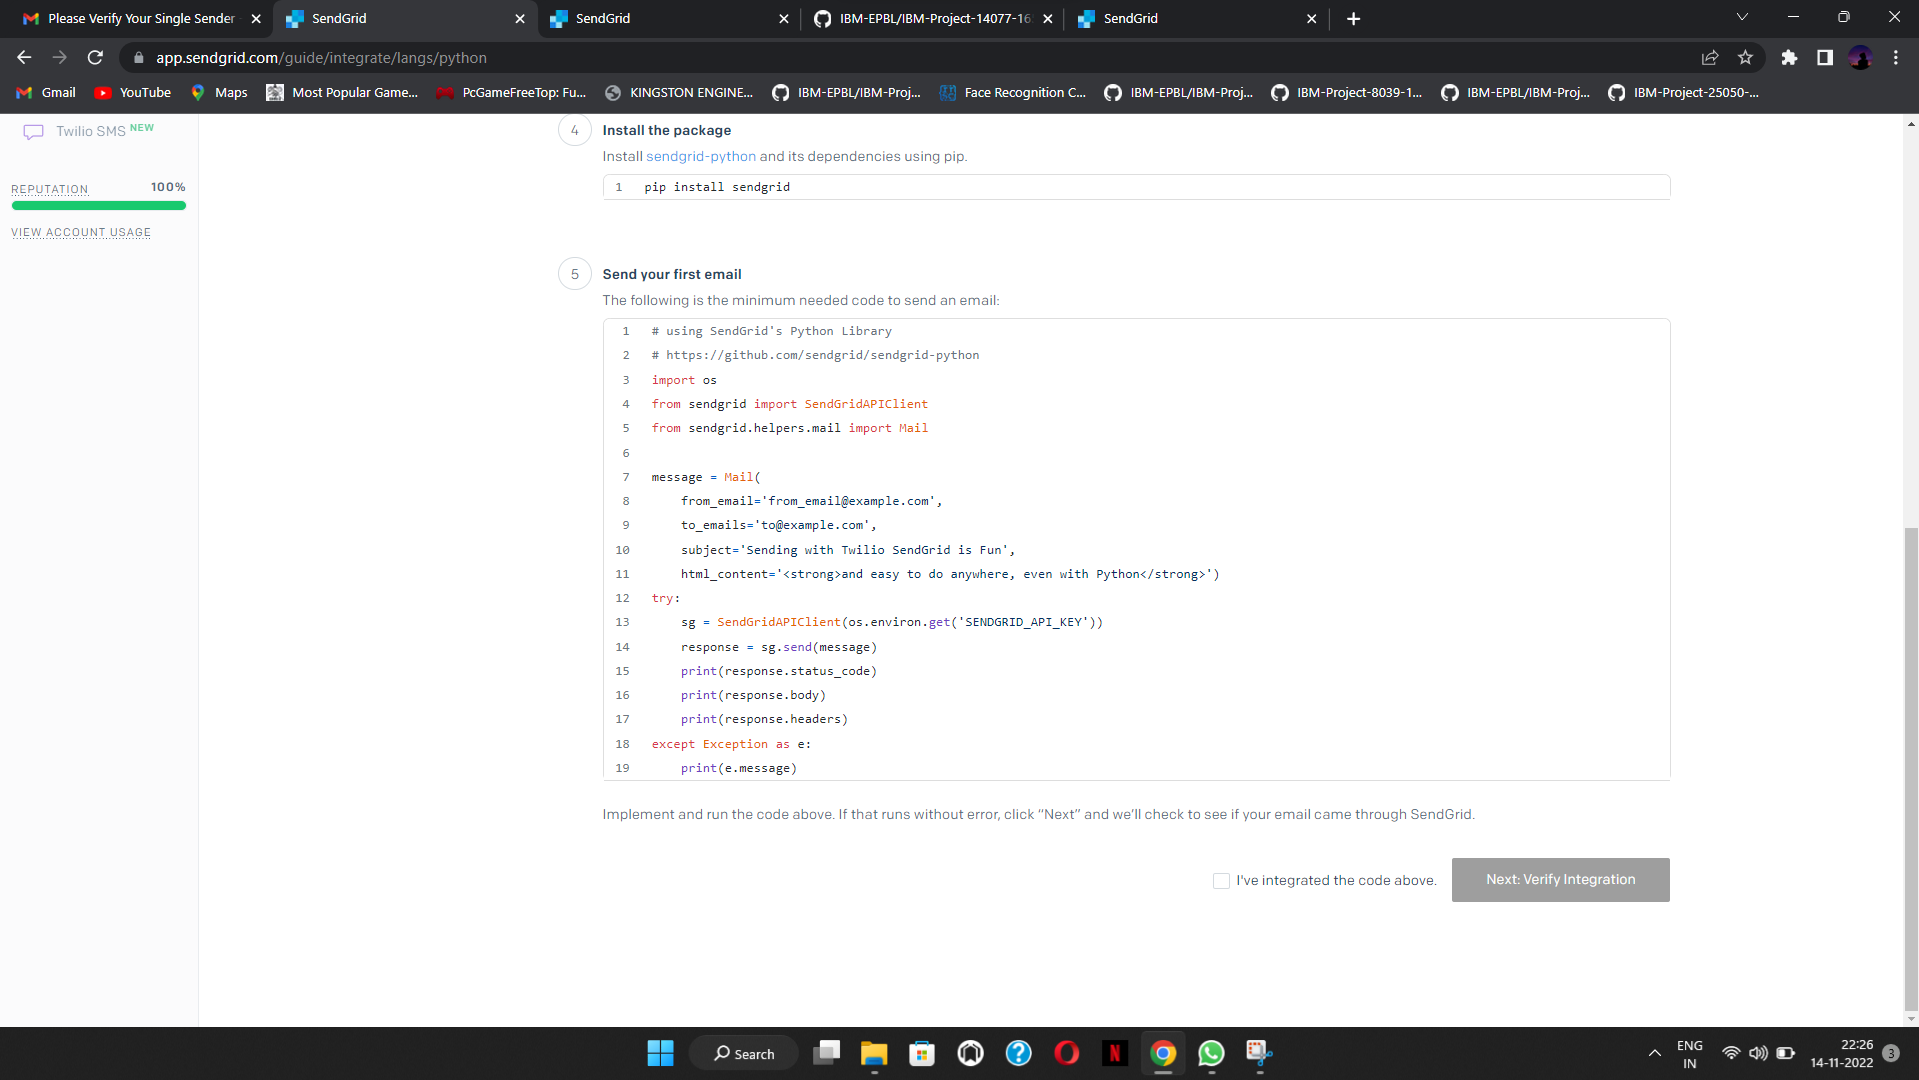 Please Verify Your Single Sender
SendGrid
SendGrid
IBM-EPBL/IBM-Project-14077-16
SendGrid
app.sendgrid.com/guide/integrate/langs/python
Gmail
YouTube
Maps
Most Popular Game...
PcGameFreeTop: Fu...
KINGSTON ENGINE...
IBM-EPBL/IBM-Proj...
Face Recognition C...
IBM-EPBL/IBM-Proj...
IBM-Project-8039-1...
IBM-EPBL/IBM-Proj...
IBM-Project-25050-...
Twilio SMS NEW
REPUTATION 100%
VIEW ACCOUNT USAGE
4 Install the package
Install sendgrid-python and its dependencies using pip.
1 pip install sendgrid
5 Send your first email
The following is the minimum needed code to send an email:
1 # using SendGrid's Python Library
2 # https://github.com/sendgrid/sendgrid-python
3 import os
4 from sendgrid import SendGridAPIClient
5 from sendgrid.helpers.mail import Mail
6
7 message = Mail(
8     from_email='from_email@example.com',
9     to_emails='to@example.com',
10     subject='Sending with Twilio SendGrid is Fun',
11     html_content='<strong>and easy to do anywhere, even with Python</strong>')
12 try:
13     sg = SendGridAPIClient(os.environ.get('SENDGRID_API_KEY'))
14     response = sg.send(message)
15     print(response.status_code)
16     print(response.body)
17     print(response.headers)
18 except Exception as e:
19     print(e.message)
Implement and run the code above. If that runs without error, click “Next” and we’ll check to see if your email came through SendGrid.
I've integrated the code above.
Next: Verify Integration
Search
N
ENG
IN
22:26
14-11-2022
3